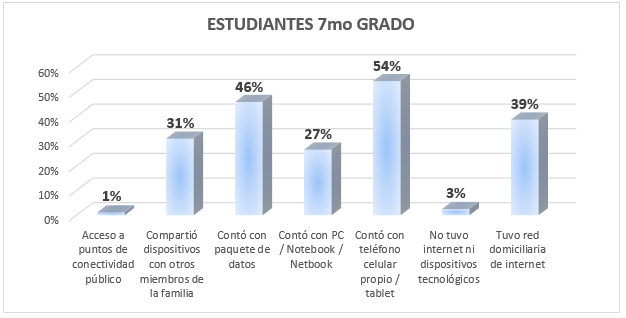 ESTUDIANTES 7mo GRADO
60%
50%
40%
30%
20%
10%
0%
1%
31%
46%
27%
54%
3%
39%
Acceso a
puntos de
conectividad
público
Compartió
dispositivos
con otros
miembros de
la familia
Contó con
paquete de
datos
Contó con PC
/ Notebook /
Netbook
Contó con
teléfono
celular
propio /
tablet
No tuvo
internet ni
dispositivos
tecnológicos
Tuvo red
domiciliaria
de internet